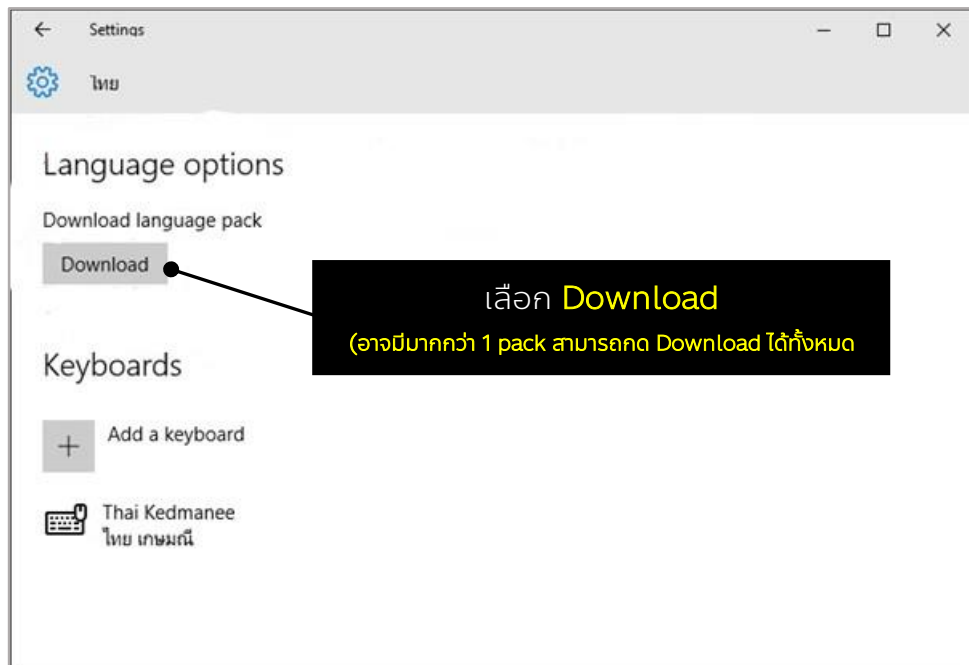 Settings
ไทย
Language options
Download language pack
Download
เลือก Download
(อาจมีมากกว่า 1 pack สามารถกด Download ได้ทั้งหมด
Keyboards
Add a keyboard
Thai Kedmanee
ไทย เกษมณี